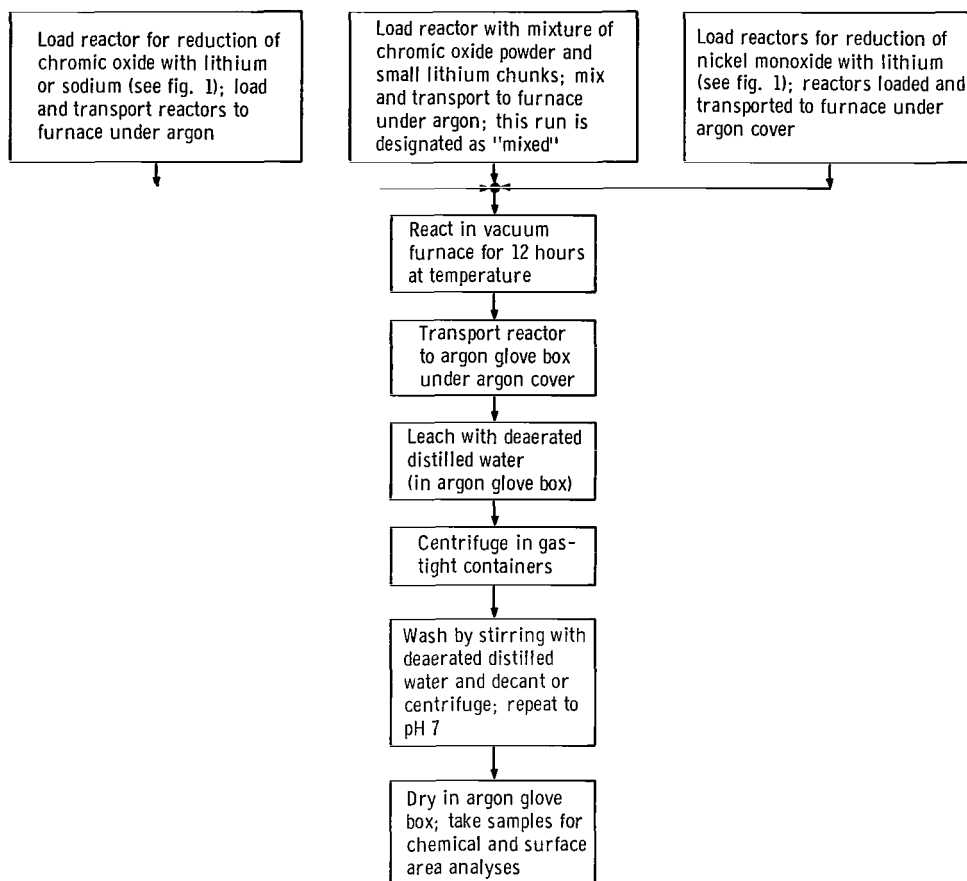 Load reactor for reduction of
chromic oxide with lithium
or sodium (see fig. 1); load
and transport reactors to
furnace under argon
Load reactor with mixture of
chromic oxide powder and
small lithium chunks; mix
and transport to furnace
under argon; this run is
designated as "mixed"
Load reactors for reduction of
nickel monoxide with lithium
(see fig. 1); reactors loaded and
transported to furnace under
argon cover
React in vacuum
furnace for 12 hours
at temperature
Transport reactor
to argon glove box
under argon cover
Leach with deaerated
distilled water
(in argon glove box)
Centrifuge in gas-
tight containers
Wash by stirring with
deaerated distilled
water and decant or
centrifuge; repeat to
pH 7
Dry in argon glove
box; take samples for
chemical and surface
area analyses